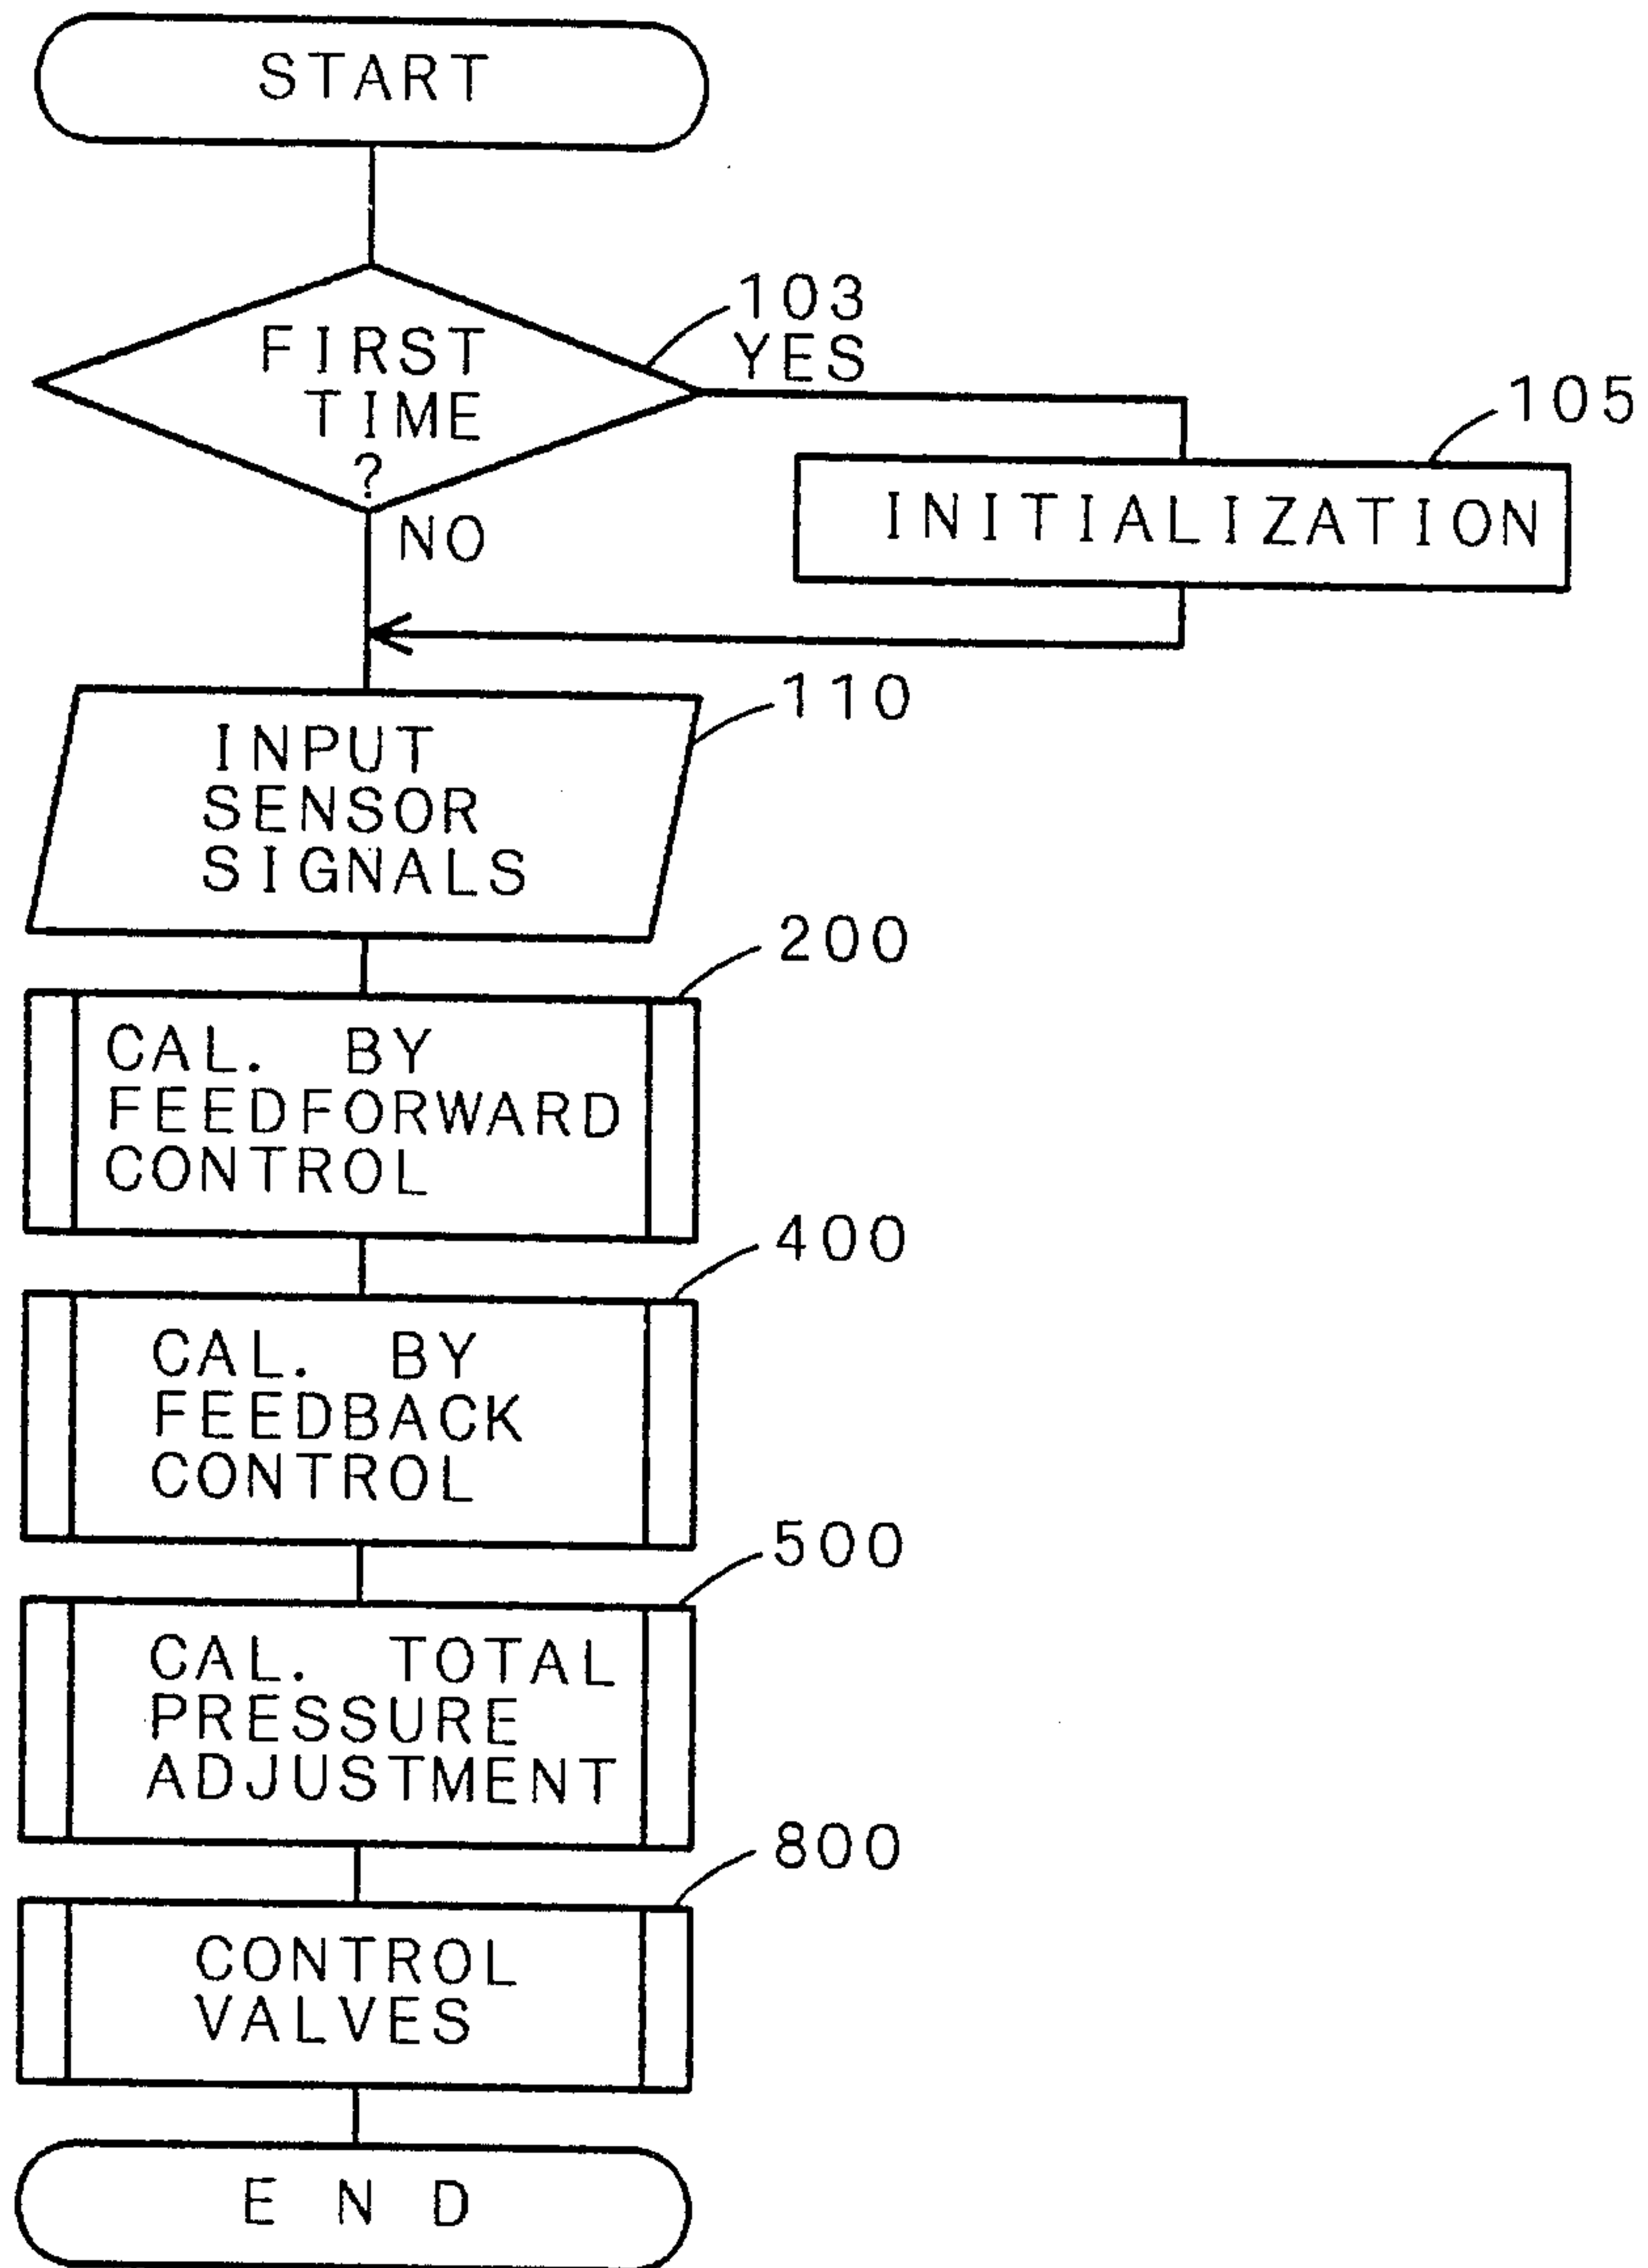 START
103
FIRST
YES
TIME
?
105
INITIALIZATION
NO
110
INPUT
SENSOR
SIGNALS
200
CAL. BY
FEEDFORWARD
CONTROL
400
CAL. BY
FEEDBACK
CONTROL
500
CAL. TOTAL
PRESSURE
ADJUSTMENT
800
CONTROL
VALVES
END